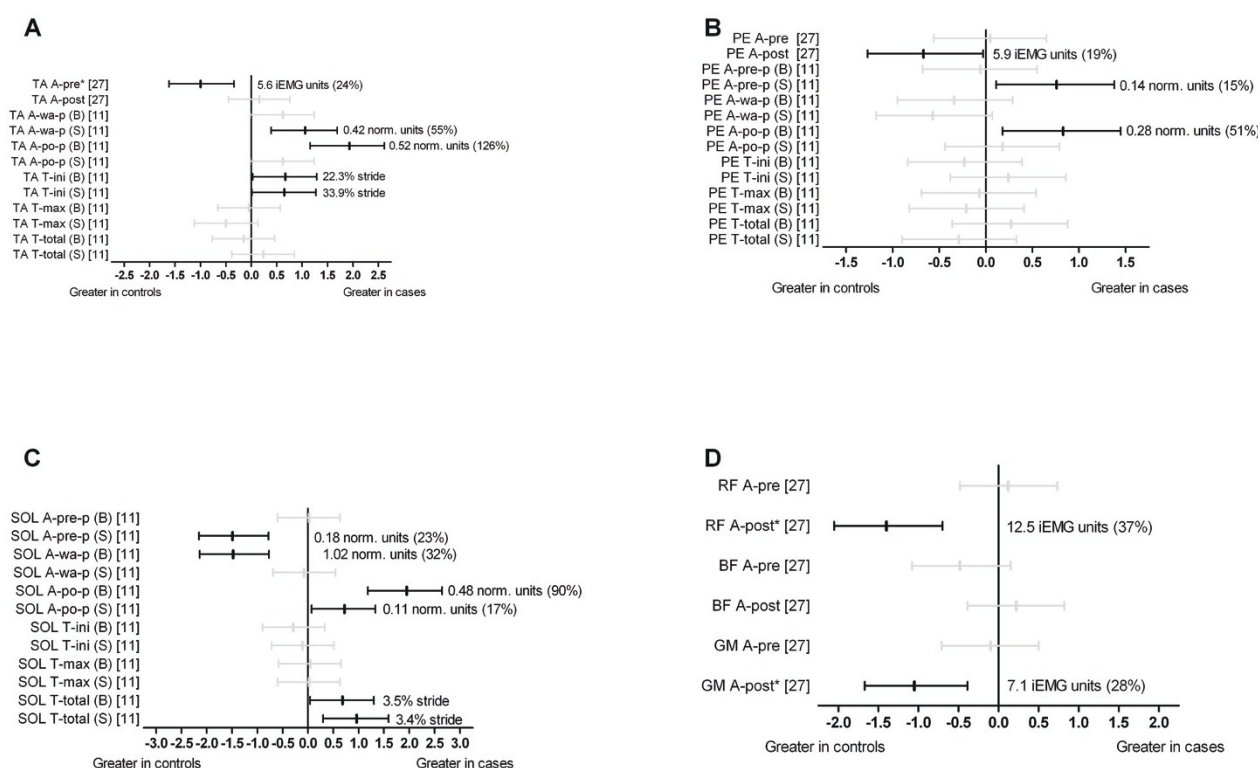 A
TA A-pre* [27] 5.6 iEMG units (24%)
TA A-post [27]
TA A-wa-p (B) [11]
TA A-wa-p (S) [11] 0.42 norm. units (55%)
TA A-po-p (B) [11] 0.52 norm. units (126%)
TA A-po-p (S) [11]
TA T-ini (B) [11] 22.3% stride
TA T-ini (S) [11] 33.9% stride
TA T-max (B) [11]
TA T-max (S) [11]
TA T-total (B) [11]
TA T-total (S) [11]
-2.5 -2.0 -1.5 -1.0 -0.5 0.0 0.5 1.0 1.5 2.0 2.5
Greater in controls Greater in cases
B
PE A-pre [27]
PE A-post [27] 5.9 iEMG units (19%)
PE A-pre-p (B) [11]
PE A-pre-p (S) [11] 0.14 norm. units (15%)
PE A-wa-p (B) [11]
PE A-wa-p (S) [11]
PE A-po-p (B) [11] 0.28 norm. units (51%)
PE A-po-p (S) [11]
PE T-ini (B) [11]
PE T-ini (S) [11]
PE T-max (B) [11]
PE T-max (S) [11]
PE T-total (B) [11]
PE T-total (S) [11]
-1.5 -1.0 -0.5 0.0 0.5 1.0 1.5
Greater in controls Greater in cases
C
SOL A-pre-p (B) [11]
SOL A-pre-p (S) [11] 0.18 norm. units (23%)
SOL A-wa-p (B) [11] 1.02 norm. units (32%)
SOL A-wa-p (S) [11]
SOL A-po-p (B) [11] 0.48 norm. units (90%)
SOL A-po-p (S) [11] 0.11 norm. units (17%)
SOL T-ini (B) [11]
SOL T-ini (S) [11]
SOL T-max (B) [11]
SOL T-max (S) [11]
SOL T-total (B) [11] 3.5% stride
SOL T-total (S) [11] 3.4% stride
-3.0 -2.5 -2.0 -1.5 -1.0 -0.5 0.0 0.5 1.0 1.5 2.0 2.5 3.0
Greater in controls Greater in cases
D
RF A-pre [27]
RF A-post* [27] 12.5 iEMG units (37%)
BF A-pre [27]
BF A-post [27]
GM A-pre [27]
GM A-post* [27] 7.1 iEMG units (28%)
-2.0 -1.5 -1.0 -0.5 0.0 0.5 1.0 1.5 2.0
Greater in controls Greater in cases